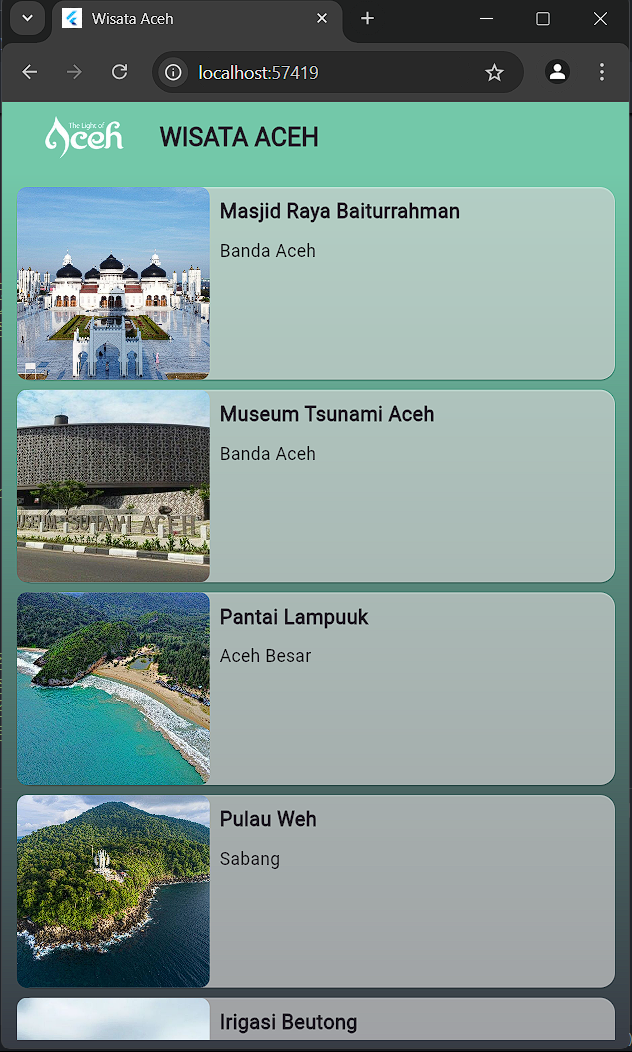 Wisata Aceh
localhost:57419
The Light of
Aceh
WISATA ACEH
Masjid Raya Baiturrahman
Banda Aceh
Museum Tsunami Aceh
Banda Aceh
MUSEUM TSUNAMI ACEH
Pantai Lampuuk
Aceh Besar
Pulau Weh
Sabang
Irigasi Beutong